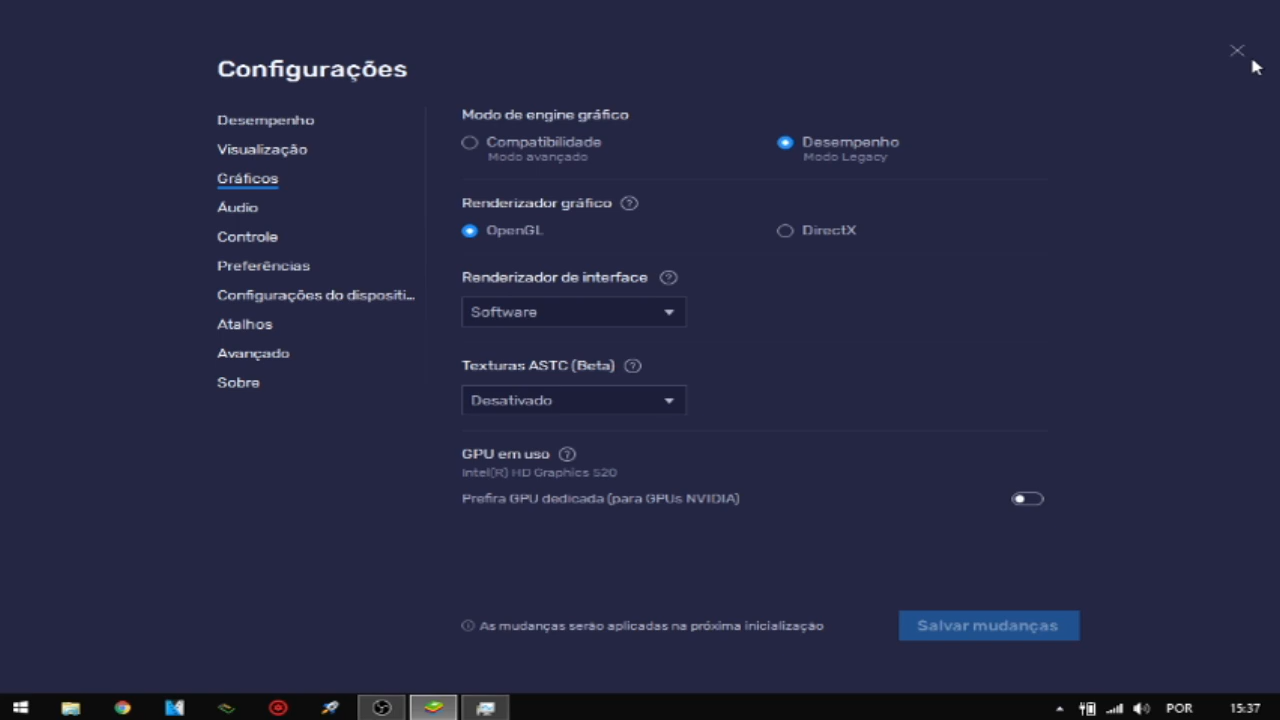 Configurações
Desempenho
Visualização
Gráficos
Áudio
Controle
Preferências
Configurações do dispositi...
Atalhos
Avançado
Sobre
Modo de engine gráfico
Compatibilidade
Modo avançado
Desempenho
Modo Legacy
Renderizador gráfico
OpenGL
DirectX
Renderizador de interface
Software
Texturas ASTC (Beta)
Desativado
GPU em uso
Intel(R) HD Graphics 520
Prefira GPU dedicada (para GPUs NVIDIA)
As mudanças serão aplicadas na próxima inicialização
Salvar mudanças
POR
15:37